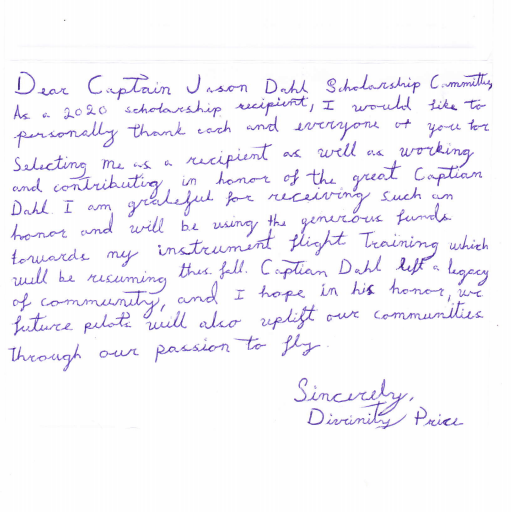 Dear Captain Jason Dahl Scholarship Committee,
As a 2020 scholarship recipient, I would like to
personally thank each and everyone of you for
selecting me as a recipient as well as working
and contributing in honor of the great Captian
Dahl. I am grateful for receiving such an
honor and will be using the generous funds
towards my instrument flight training which
will be resuming this fall. Captian Dahl left a legacy
of community, and I hope in his honor, we
future pilots will also uplift our communities
through our passion to fly.
Sincerely,
Divinity Price